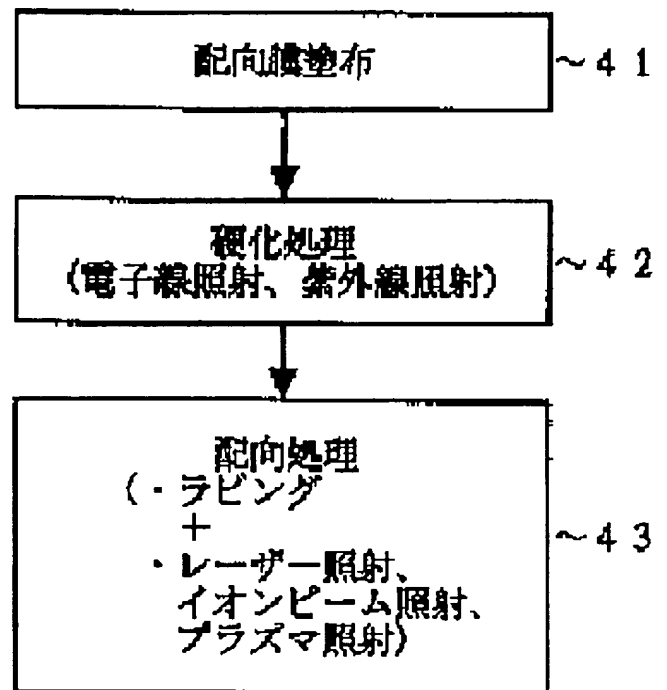 配向膜塗布
～41
硬化処理
(電子線照射、紫外線照射)
～42
配向処理
(・ラビング
＋
・レーザー照射、
イオンビーム照射、
プラズマ照射)
～43